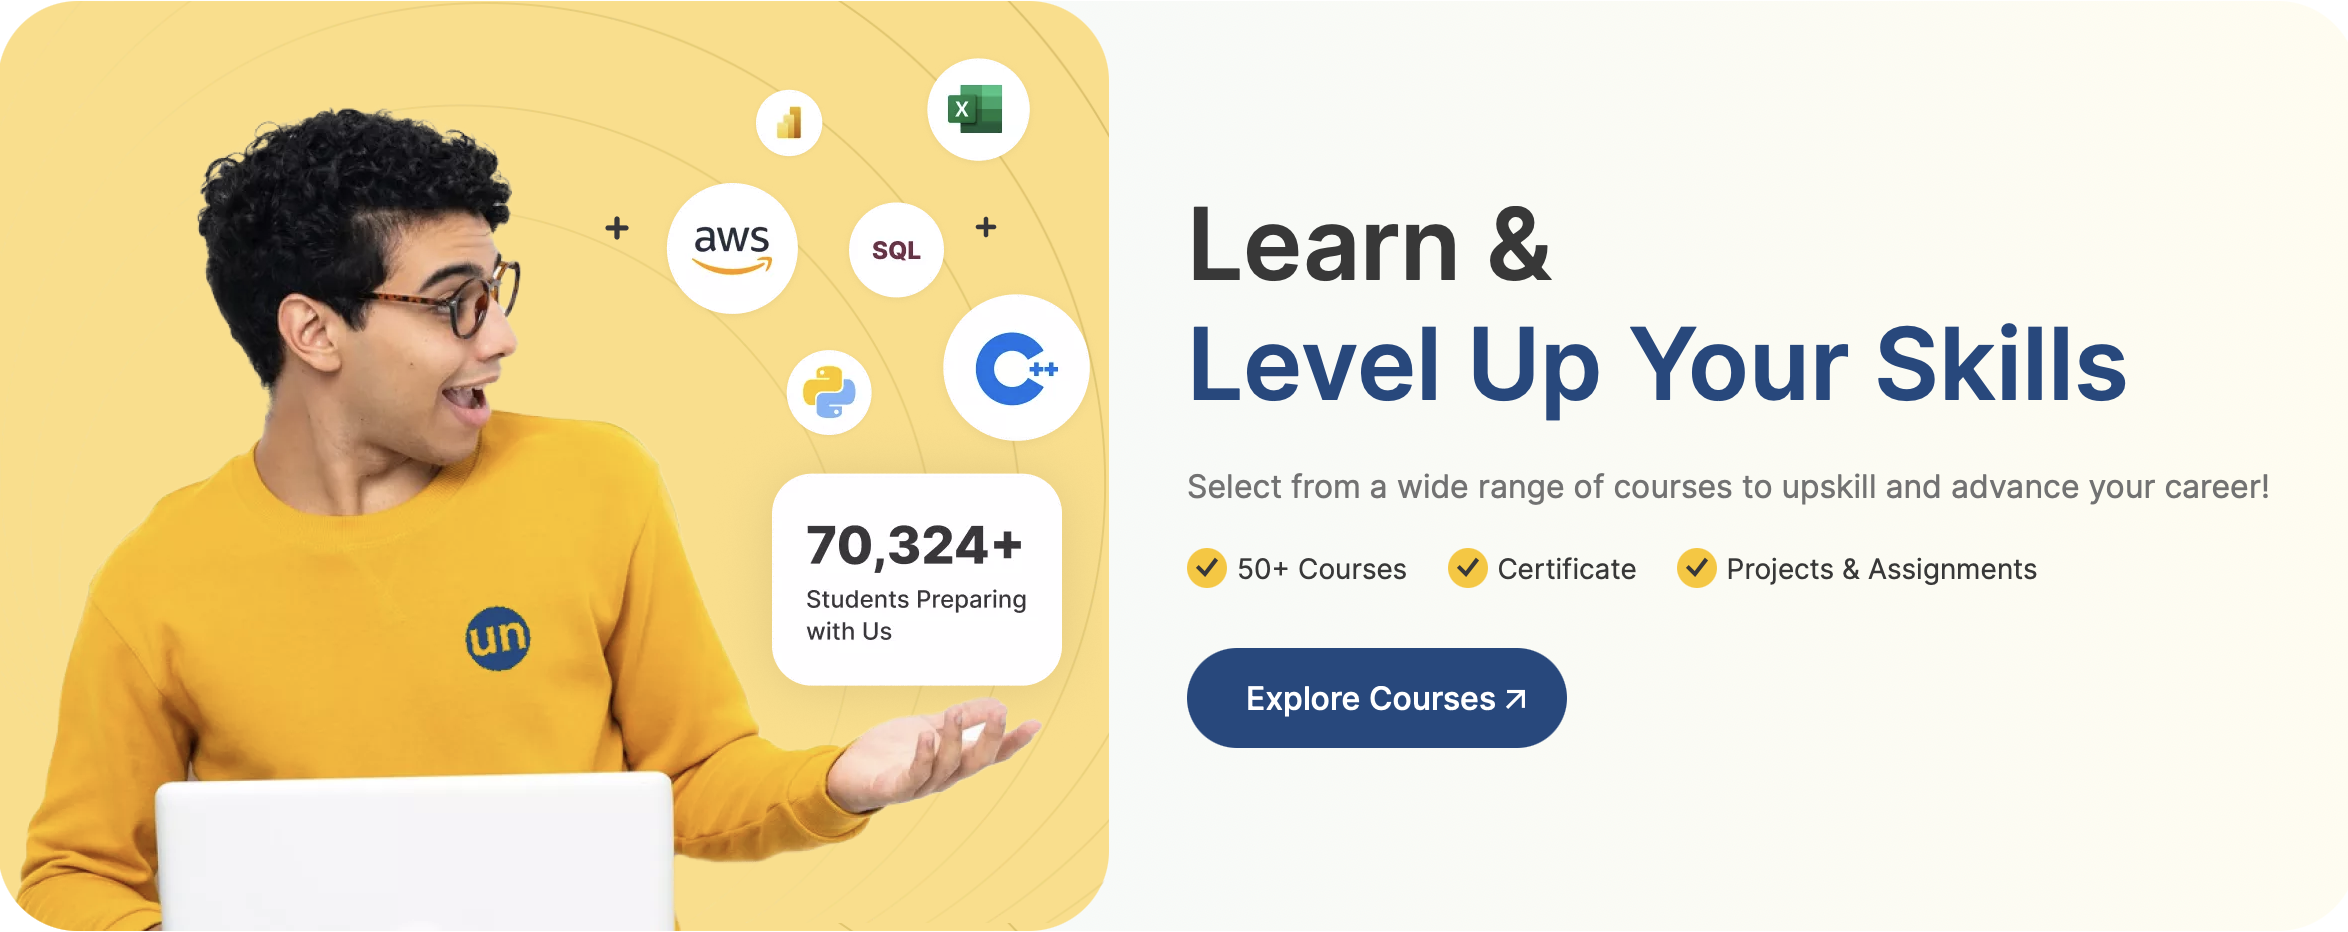 X
aws
SQL
C++
un
70,324+
Students Preparing
with Us
Learn &
Level Up Your Skills
Select from a wide range of courses to upskill and advance your career!
50+ Courses
Certificate
Projects & Assignments
Explore Courses